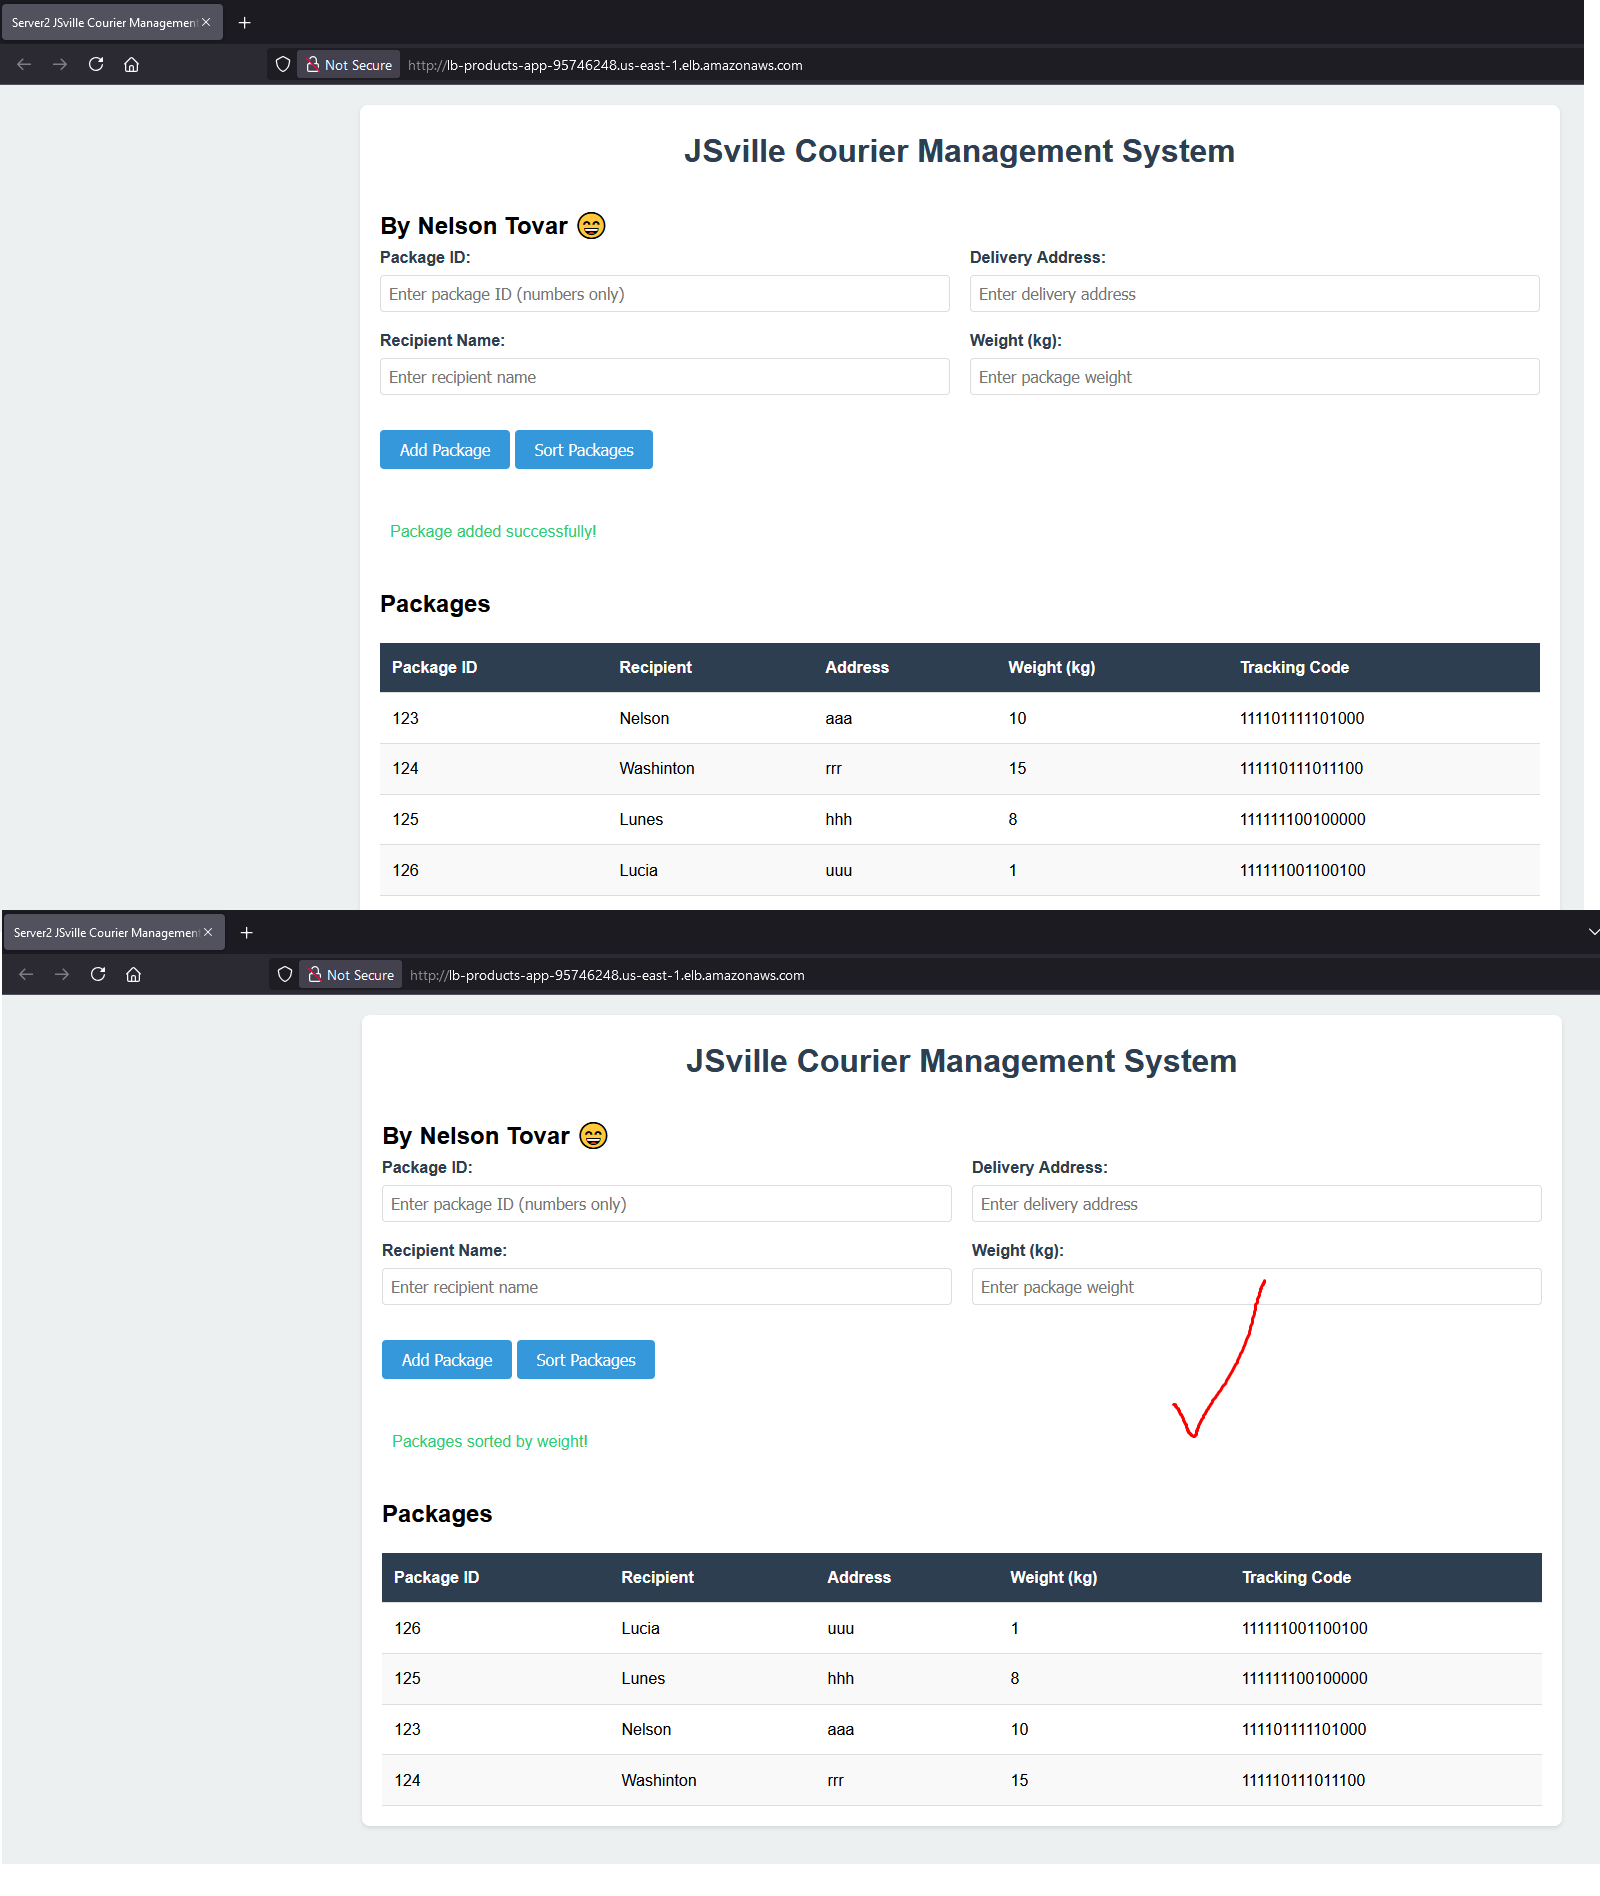 Server2 JSville Courier Management
Not Secure http://lb-products-app-95746248.us-east-1.elb.amazonaws.com
JSville Courier Management System
By Nelson Tovar 😄
Package ID: Delivery Address:
Enter package ID (numbers only) Enter delivery address
Recipient Name: Weight (kg):
Enter recipient name Enter package weight
Add Package Sort Packages
Package added successfully!
Packages
Package ID Recipient Address Weight (kg) Tracking Code
123 Nelson aaa 10 111101111101000
124 Washinton rrr 15 111110111011100
125 Lunes hhh 8 111111100100000
126 Lucia uuu 1 111111001100100
Server2 JSville Courier Management
Not Secure http://lb-products-app-95746248.us-east-1.elb.amazonaws.com
JSville Courier Management System
By Nelson Tovar 😄
Package ID: Delivery Address:
Enter package ID (numbers only) Enter delivery address
Recipient Name: Weight (kg):
Enter recipient name Enter package weight
Add Package Sort Packages
Packages sorted by weight!
Packages
Package ID Recipient Address Weight (kg) Tracking Code
126 Lucia uuu 1 111111001100100
125 Lunes hhh 8 111111100100000
123 Nelson aaa 10 111101111101000
124 Washinton rrr 15 111110111011100